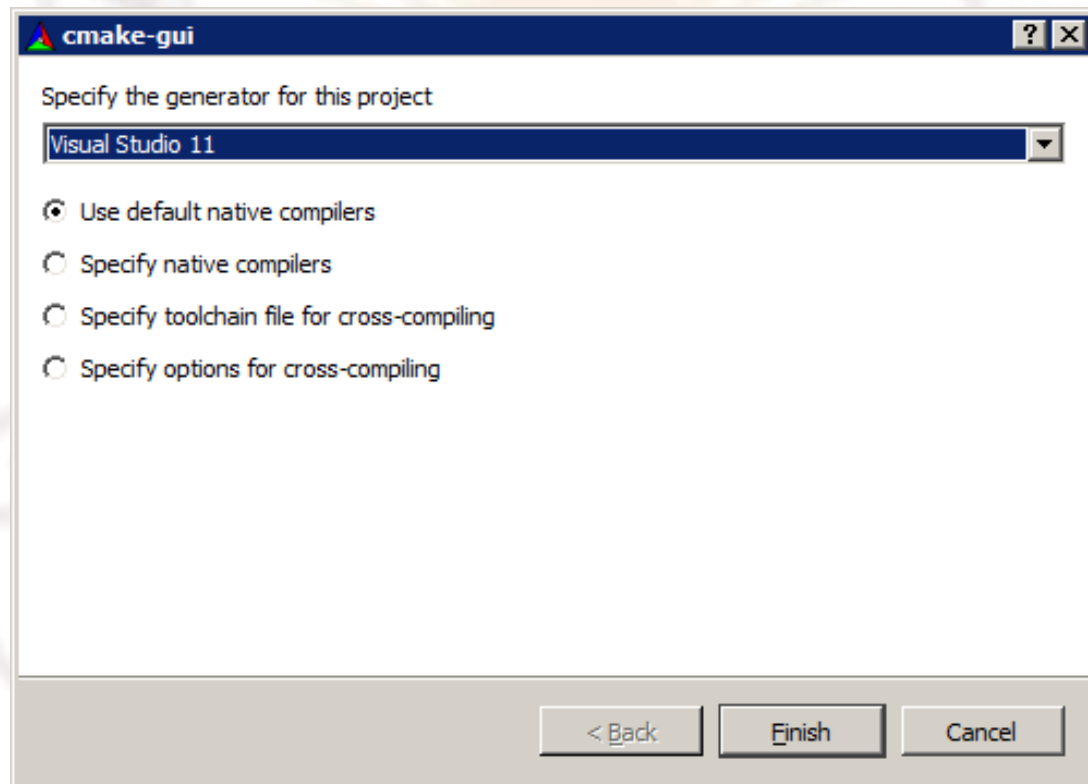 cmake-gui
Specify the generator for this project
Visual Studio 11
Use default native compilers
Specify native compilers
Specify toolchain file for cross-compiling
Specify options for cross-compiling
< Back Finish Cancel